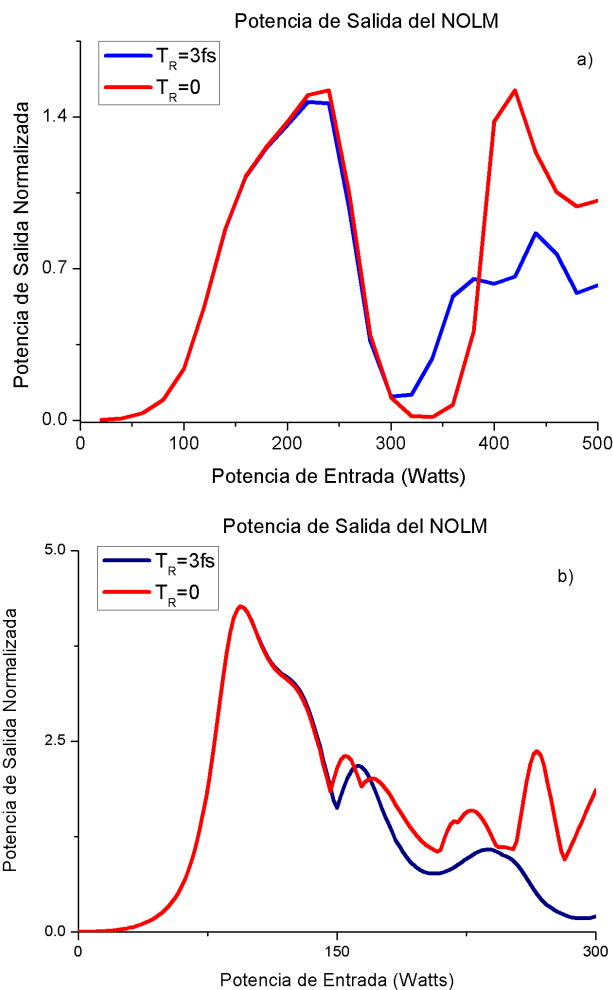 Potencia de Salida del NOLM
T_R=3fs
T_R=0
a)
1.4
0.7
0.0
Potencia de Salida Normalizada
0 100 200 300 400 500
Potencia de Entrada (Watts)
Potencia de Salida del NOLM
T_R=3fs
T_R=0
b)
5.0
2.5
0.0
Potencia de Salida Normalizada
0 150 300
Potencia de Entrada (Watts)